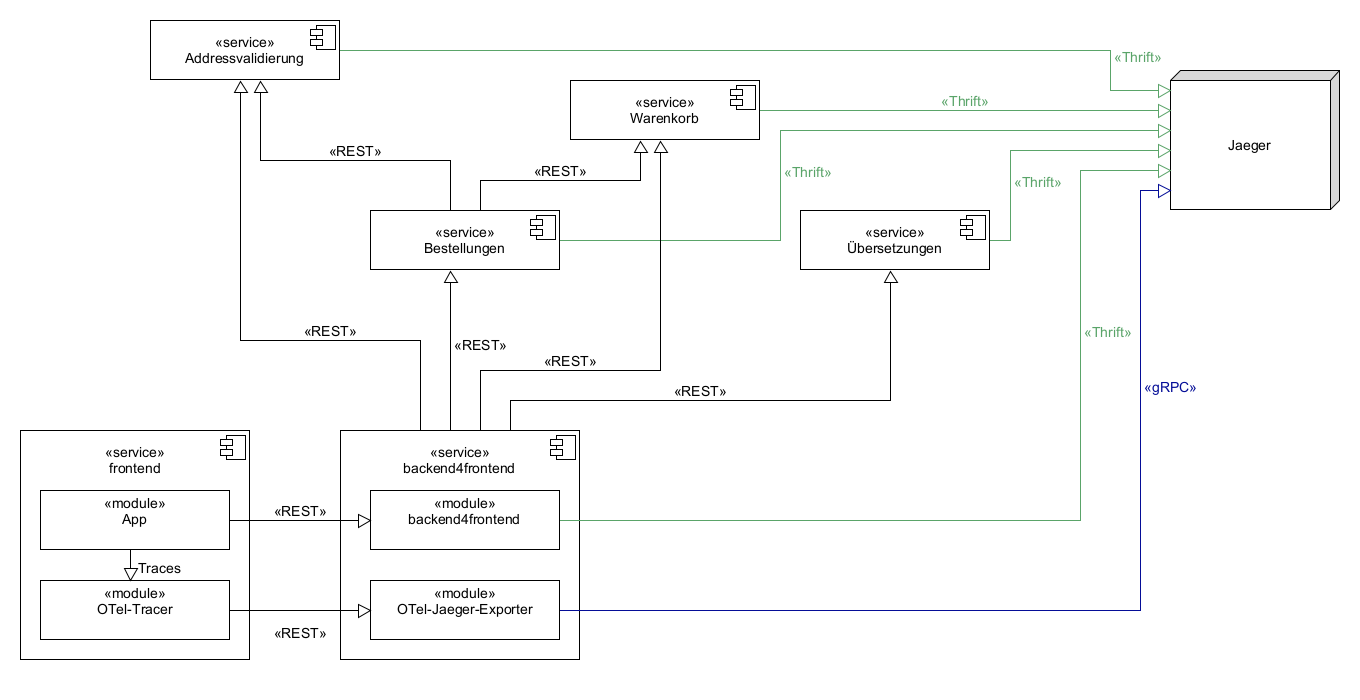 «service»
Addressvalidierung
«Thrift»
«service»
Warenkorb
«Thrift»
Jaeger
«REST»
«REST»
«Thrift»
«Thrift»
«service»
Bestellungen
«service»
Übersetzungen
«REST»
«REST»
«REST»
«REST»
«Thrift»
«gRPC»
«service»
frontend
«service»
backend4frontend
«module»
App
«REST»
«module»
backend4frontend
Traces
«module»
OTel-Tracer
«REST»
«module»
OTel-Jaeger-Exporter